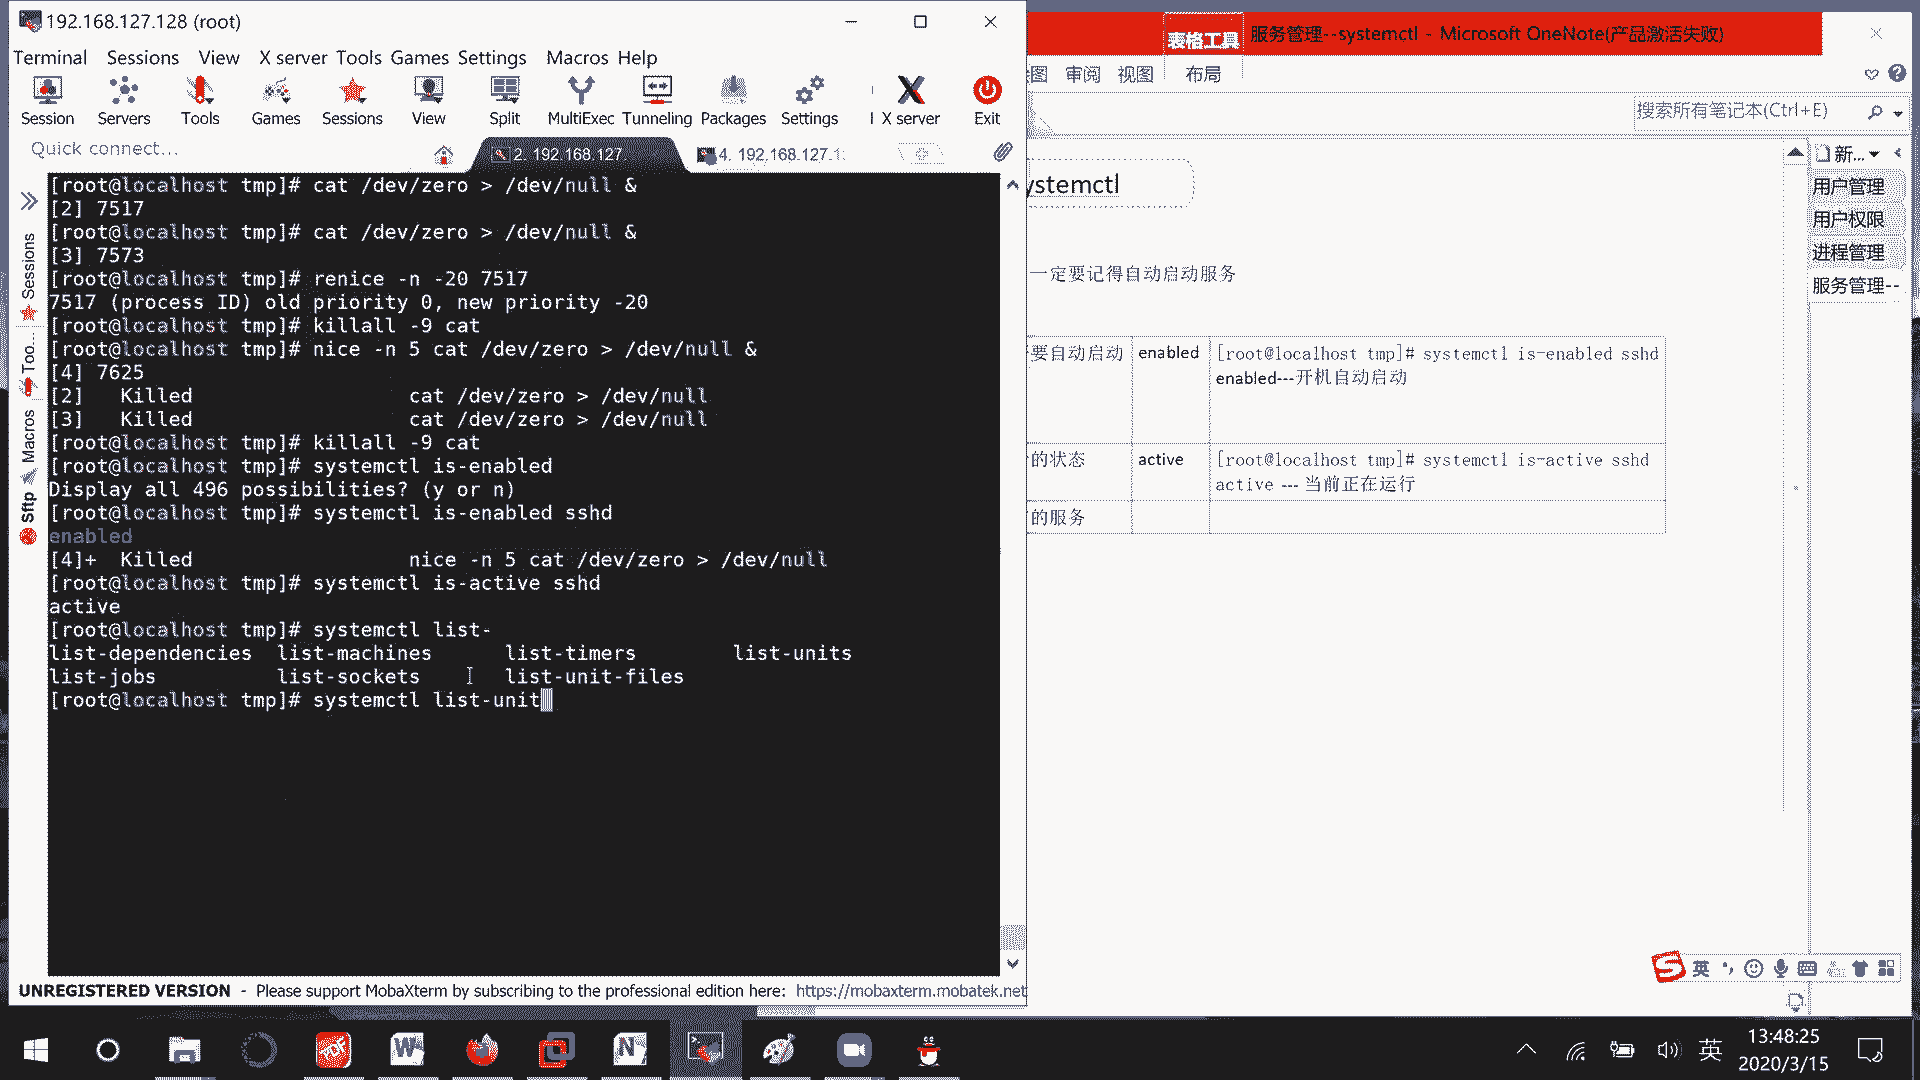 192.168.127.128 (root)
Terminal Sessions View X server Tools Games Settings Macros Help
Session Servers Tools Games Sessions View Split MultiExec Tunneling Packages Settings X server Exit
Quick connect...
2. 192.168.127.
4. 192.168.127.1
Sessions
Too...
Macros
Sftp
[root@localhost tmp]# cat /dev/zero > /dev/null &
[2] 7517
[root@localhost tmp]# cat /dev/zero > /dev/null &
[3] 7573
[root@localhost tmp]# renice -n -20 7517
7517 (process ID) old priority 0, new priority -20
[root@localhost tmp]# killall -9 cat
[root@localhost tmp]# nice -n 5 cat /dev/zero > /dev/null &
[4] 7625
[2]   Killed                  cat /dev/zero > /dev/null
[3]   Killed                  cat /dev/zero > /dev/null
[root@localhost tmp]# killall -9 cat
[root@localhost tmp]# systemctl is-enabled
Display all 496 possibilities? (y or n)
[root@localhost tmp]# systemctl is-enabled sshd
enabled
[4]+  Killed                  nice -n 5 cat /dev/zero > /dev/null
[root@localhost tmp]# systemctl is-active sshd
active
[root@localhost tmp]# systemctl list-
list-dependencies  list-machines      list-timers        list-units
list-jobs          list-sockets       list-unit-files
[root@localhost tmp]# systemctl list-unit
UNREGISTERED VERSION - Please support MobaXterm by subscribing to the professional edition here: https://mobaxterm.mobatek.net
表格工具
服务管理--systemctl - Microsoft OneNote(产品激活失败)
图 审阅 视图 布局
搜索所有笔记本(Ctrl+E)
新...
用户管理
用户权限
进程管理
服务管理--
ystemctl
一定要记得自动启动服务
要自动启动 enabled [root@localhost tmp]# systemctl is-enabled sshd
enabled---开机自动启动
的状态 active [root@localhost tmp]# systemctl is-active sshd
active --- 当前正在运行
的服务
英
英
13:48:25
2020/3/15